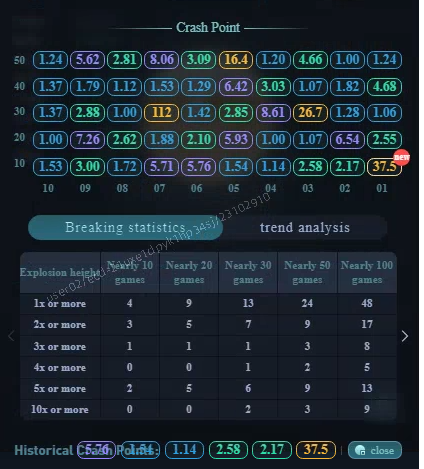 Crash Point
50 1.24 5.62 2.81 8.06 3.09 16.4 1.20 4.66 1.00 1.24
40 1.37 1.79 1.12 1.53 1.29 6.42 3.03 1.07 1.82 4.68
30 1.37 2.88 1.00 112 1.42 2.85 8.61 26.7 1.28 1.06
20 1.00 7.26 2.62 1.88 2.10 5.93 1.00 1.07 6.54 2.55
10 1.53 3.00 1.72 5.71 5.76 1.54 1.14 2.58 2.17 37.5
new
10 09 08 07 06 05 04 03 02 01
Breaking statistics trend analysis
Explosion height Nearly 10 games Nearly 20 games Nearly 30 games Nearly 50 games Nearly 100 games
1x or more 4 9 13 24 48
2x or more 3 5 7 9 17
3x or more 1 1 1 3 8
4x or more 0 0 1 2 5
5x or more 2 5 6 9 13
10x or more 0 0 2 3 9
Historical Crash Points: 5.76 1.54 1.14 2.58 2.17 37.5 close